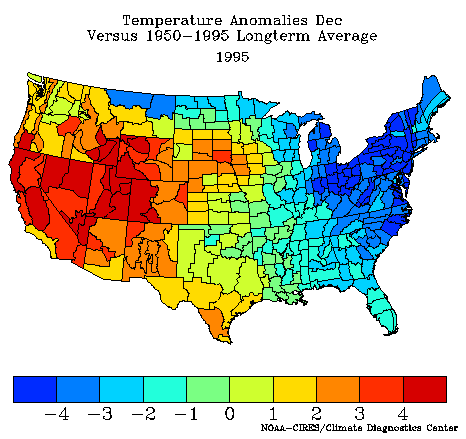 Temperature Anomalies Dec
Versus 1950-1995 Longterm Average
1995
-4 -3 -2 -1 0 1 2 3 4
NOAA-CIRES/Climate Diagnostics Center